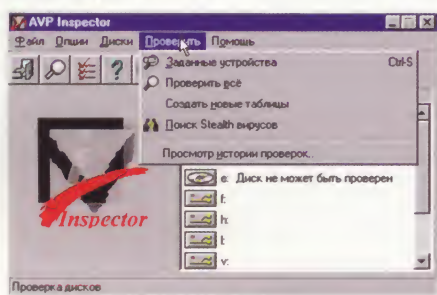 AVP Inspector
Файл Опции Диски Проверить Помощь
Заданные устройства Ctrl-S
Проверить всё
Создать новые таблицы
Поиск Stealth вирусов
Просмотр истории проверок..
e: Диск не может быть проверен
f:
h:
l:
v:
Inspector
Проверка дисков